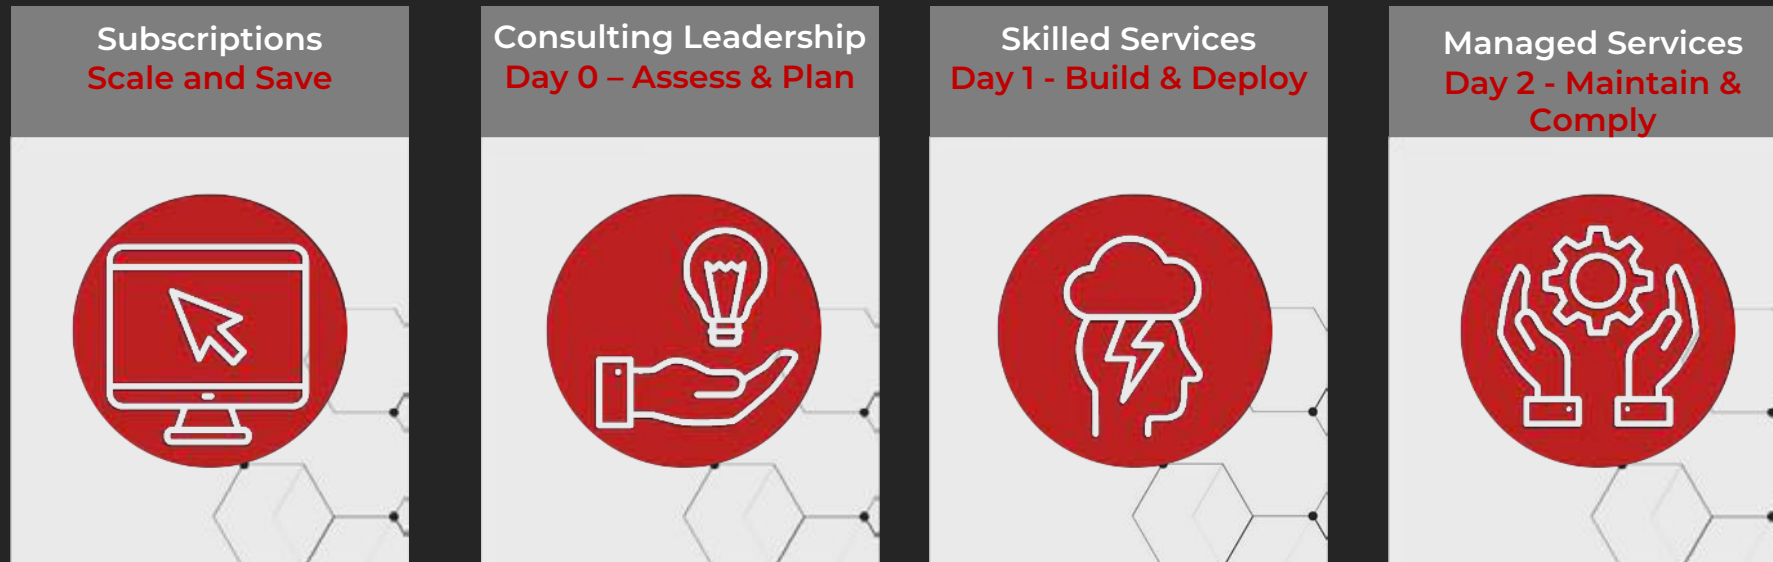 Subscriptions
Scale and Save
Consulting Leadership
Day 0 – Assess & Plan
Skilled Services
Day 1 - Build & Deploy
Managed Services
Day 2 - Maintain &
Comply